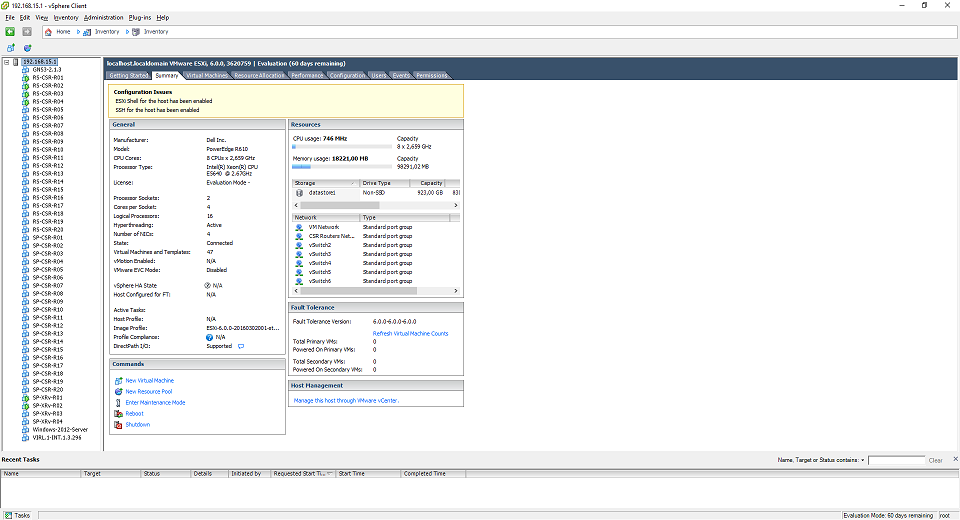 192.168.15.1 - vSphere Client
File Edit View Inventory Administration Plug-ins Help
Home Inventory Inventory
192.168.15.1
GNS3-2.1.3
RS-CSR-R01
RS-CSR-R02
RS-CSR-R03
RS-CSR-R04
RS-CSR-R05
RS-CSR-R06
RS-CSR-R07
RS-CSR-R08
RS-CSR-R09
RS-CSR-R10
RS-CSR-R11
RS-CSR-R12
RS-CSR-R13
RS-CSR-R14
RS-CSR-R15
RS-CSR-R16
RS-CSR-R17
RS-CSR-R18
RS-CSR-R19
RS-CSR-R20
SP-CSR-R01
SP-CSR-R02
SP-CSR-R03
SP-CSR-R04
SP-CSR-R05
SP-CSR-R06
SP-CSR-R07
SP-CSR-R08
SP-CSR-R09
SP-CSR-R10
SP-CSR-R11
SP-CSR-R12
SP-CSR-R13
SP-CSR-R14
SP-CSR-R15
SP-CSR-R16
SP-CSR-R17
SP-CSR-R18
SP-CSR-R19
SP-CSR-R20
SP-XRv-R01
SP-XRv-R02
SP-XRv-R03
SP-XRv-R04
Windows-2012-Server
VIRL.1-INT.1.3.296
localhost.localdomain VMware ESXi, 6.0.0, 3620759 | Evaluation (60 days remaining)
Getting Started Summary Virtual Machines Resource Allocation Performance Configuration Users Events Permissions
Configuration Issues
ESXi Shell for the host has been enabled
SSH for the host has been enabled
General
Manufacturer: Dell Inc.
Model: PowerEdge R610
CPU Cores: 8 CPUs x 2,659 GHz
Processor Type: Intel(R) Xeon(R) CPU
E5640 @ 2.67GHz
License: Evaluation Mode -
Processor Sockets: 2
Cores per Socket: 4
Logical Processors: 16
Hyperthreading: Active
Number of NICs: 4
State: Connected
Virtual Machines and Templates: 47
vMotion Enabled: N/A
VMware EVC Mode: Disabled
vSphere HA State N/A
Host Configured for FT: N/A
Active Tasks:
Host Profile: N/A
Image Profile: ESXi-6.0.0-20160302001-st...
Profile Compliance: N/A
DirectPath I/O: Supported
Commands
New Virtual Machine
New Resource Pool
Enter Maintenance Mode
Reboot
Shutdown
Resources
CPU usage: 746 MHz Capacity
8 x 2,659 GHz
Memory usage: 18221,00 MB Capacity
98291,02 MB
Storage Drive Type Capacity
datastore1 Non-SSD 923,00 GB 83
Network Type
VM Network Standard port group
CSR Routers Net... Standard port group
vSwitch2 Standard port group
vSwitch3 Standard port group
vSwitch4 Standard port group
vSwitch5 Standard port group
vSwitch6 Standard port group
Fault Tolerance
Fault Tolerance Version: 6.0.0-6.0.0-6.0.0
Refresh Virtual Machine Counts
Total Primary VMs: 0
Powered On Primary VMs: 0
Total Secondary VMs: 0
Powered On Secondary VMs: 0
Host Management
Manage this host through VMware vCenter.
Recent Tasks
Name, Target or Status contains: Clear
Name Target Status Details Initiated by Requested Start Ti... Start Time Completed Time
Tasks
Evaluation Mode: 60 days remaining root